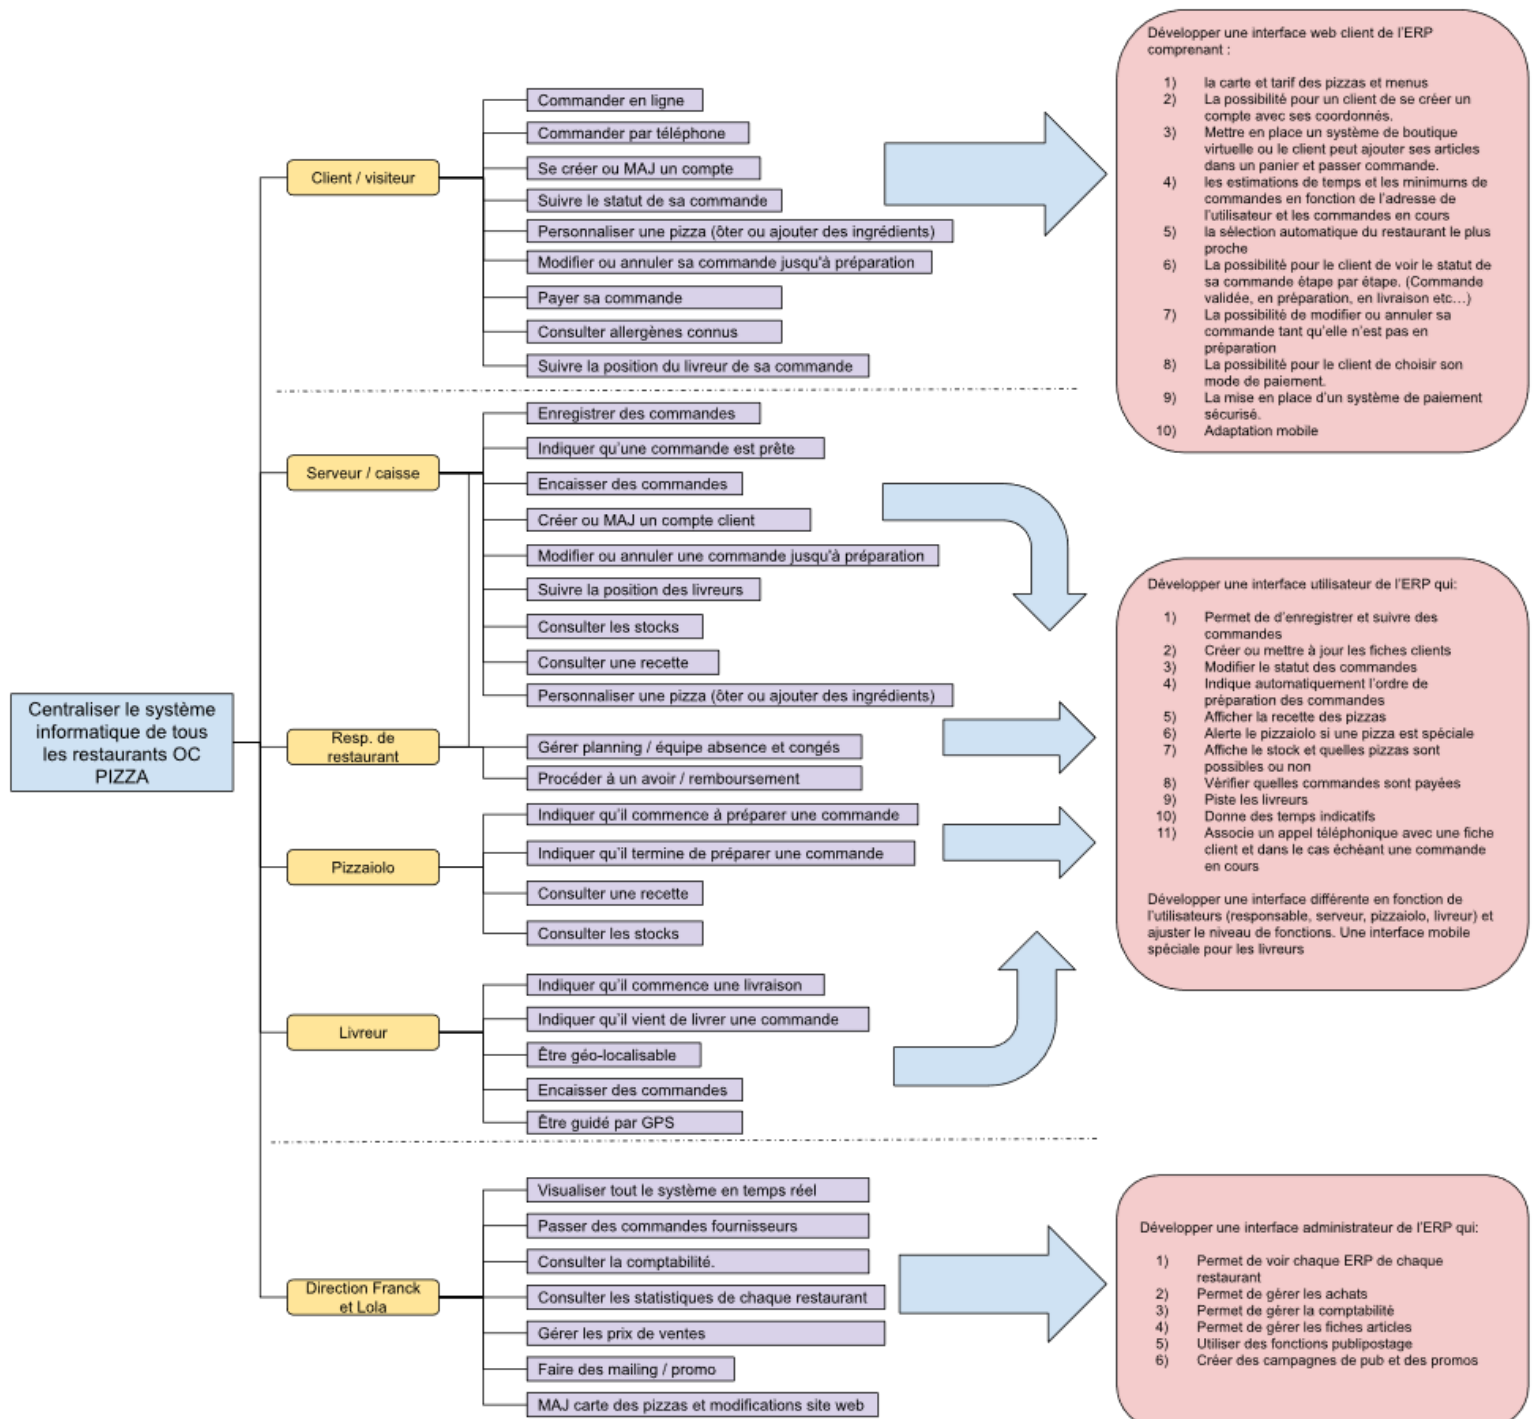 Centraliser le système
informatique de tous
les restaurants OC
PIZZA
Client / visiteur
Commander en ligne
Commander par téléphone
Se créer ou MAJ un compte
Suivre le statut de sa commande
Personnaliser une pizza (ôter ou ajouter des ingrédients)
Modifier ou annuler sa commande jusqu'à préparation
Payer sa commande
Consulter allergènes connus
Suivre la position du livreur de sa commande
Développer une interface web client de l'ERP
comprenant :
1) la carte et tarif des pizzas et menus
2) La possibilité pour un client de se créer un
compte avec ses coordonnés.
3) Mettre en place un système de boutique
virtuelle ou le client peut ajouter ses articles
dans un panier et passer commande.
4) les estimations de temps et les minimums de
commandes en fonction de l'adresse de
l'utilisateur et les commandes en cours
5) la sélection automatique du restaurant le plus
proche
6) La possibilité pour le client de voir le statut de
sa commande étape par étape. (Commande
validée, en préparation, en livraison etc…)
7) La possibilité de modifier ou annuler sa
commande tant qu'elle n'est pas en
préparation
8) La possibilité pour le client de choisir son
mode de paiement.
9) La mise en place d'un système de paiement
sécurisé.
10) Adaptation mobile
Serveur / caisse
Enregistrer des commandes
Indiquer qu'une commande est prête
Encaisser des commandes
Créer ou MAJ un compte client
Modifier ou annuler une commande jusqu'à préparation
Suivre la position des livreurs
Consulter les stocks
Consulter une recette
Personnaliser une pizza (ôter ou ajouter des ingrédients)
Resp. de
restaurant
Gérer planning / équipe absence et congés
Procéder à un avoir / remboursement
Pizzaiolo
Indiquer qu'il commence à préparer une commande
Indiquer qu'il termine de préparer une commande
Consulter une recette
Consulter les stocks
Livreur
Indiquer qu'il commence une livraison
Indiquer qu'il vient de livrer une commande
Être géo-localisable
Encaisser des commandes
Être guidé par GPS
Développer une interface utilisateur de l'ERP qui:
1) Permet de d'enregistrer et suivre des
commandes
2) Créer ou mettre à jour les fiches clients
3) Modifier le statut des commandes
4) Indique automatiquement l'ordre de
préparation des commandes
5) Afficher la recette des pizzas
6) Alerte le pizzaiolo si une pizza est spéciale
7) Affiche le stock et quelles pizzas sont
possibles ou non
8) Vérifier quelles commandes sont payées
9) Piste les livreurs
10) Donne des temps indicatifs
11) Associe un appel téléphonique avec une fiche
client et dans le cas échéant une commande
en cours
Développer une interface différente en fonction de
l'utilisateurs (responsable, serveur, pizzaiolo, livreur) et
ajuster le niveau de fonctions. Une interface mobile
spéciale pour les livreurs
Direction Franck
et Lola
Visualiser tout le système en temps réel
Passer des commandes fournisseurs
Consulter la comptabilité.
Consulter les statistiques de chaque restaurant
Gérer les prix de ventes
Faire des mailing / promo
MAJ carte des pizzas et modifications site web
Développer une interface administrateur de l'ERP qui:
1) Permet de voir chaque ERP de chaque
restaurant
2) Permet de gérer les achats
3) Permet de gérer la comptabilité
4) Permet de gérer les fiches articles
5) Utiliser des fonctions publipostage
6) Créer des campagnes de pub et des promos